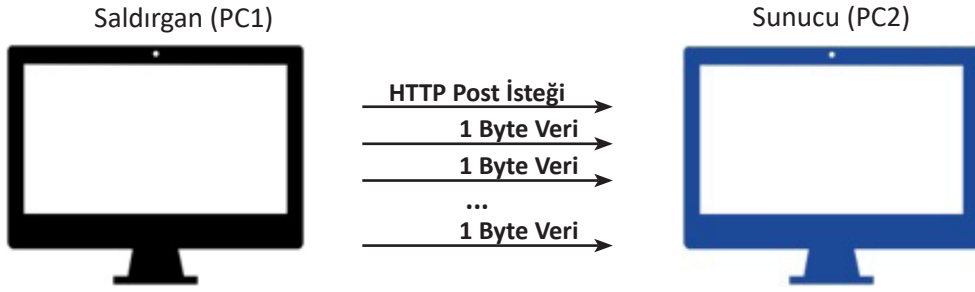 Saldırgan (PC1)
Sunucu (PC2)
HTTP Post İsteği
1 Byte Veri
1 Byte Veri
...
1 Byte Veri